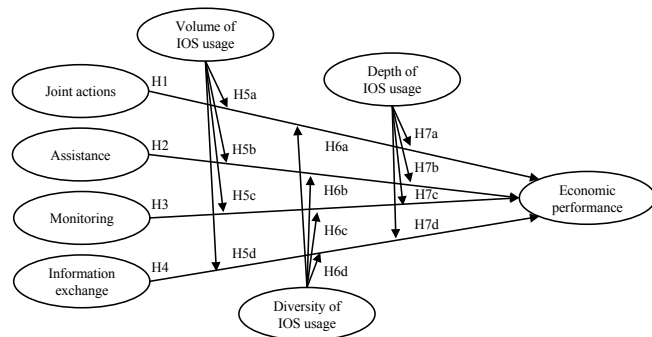 Volume of
IOS usage
Depth of
IOS usage
Joint actions
H1
H5a
H6a
H7a
Assistance
H2
H5b
H6b
H7b
Monitoring
H3
H5c
H6c
H7c
Economic
performance
Information
exchange
H4
H5d
H6d
H7d
Diversity of
IOS usage